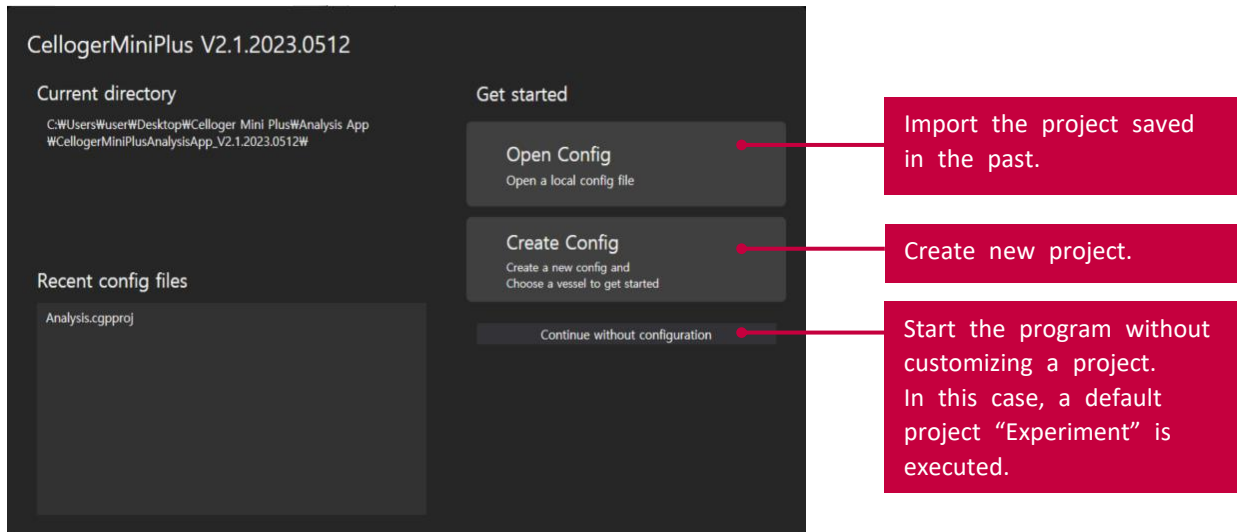 CellogerMiniPlus V2.1.2023.0512
Current directory
C:₩Users₩user₩Desktop₩Celloger Mini Plus₩Analysis App
₩CellogerMiniPlusAnalysisApp_V2.1.2023.0512₩
Recent config files
Analysis.cgpproj
Get started
Open Config
Open a local config file
Create Config
Create a new config and
Choose a vessel to get started
Continue without configuration
Import the project saved
in the past.
Create new project.
Start the program without
customizing a project.
In this case, a default
project “Experiment” is
executed.